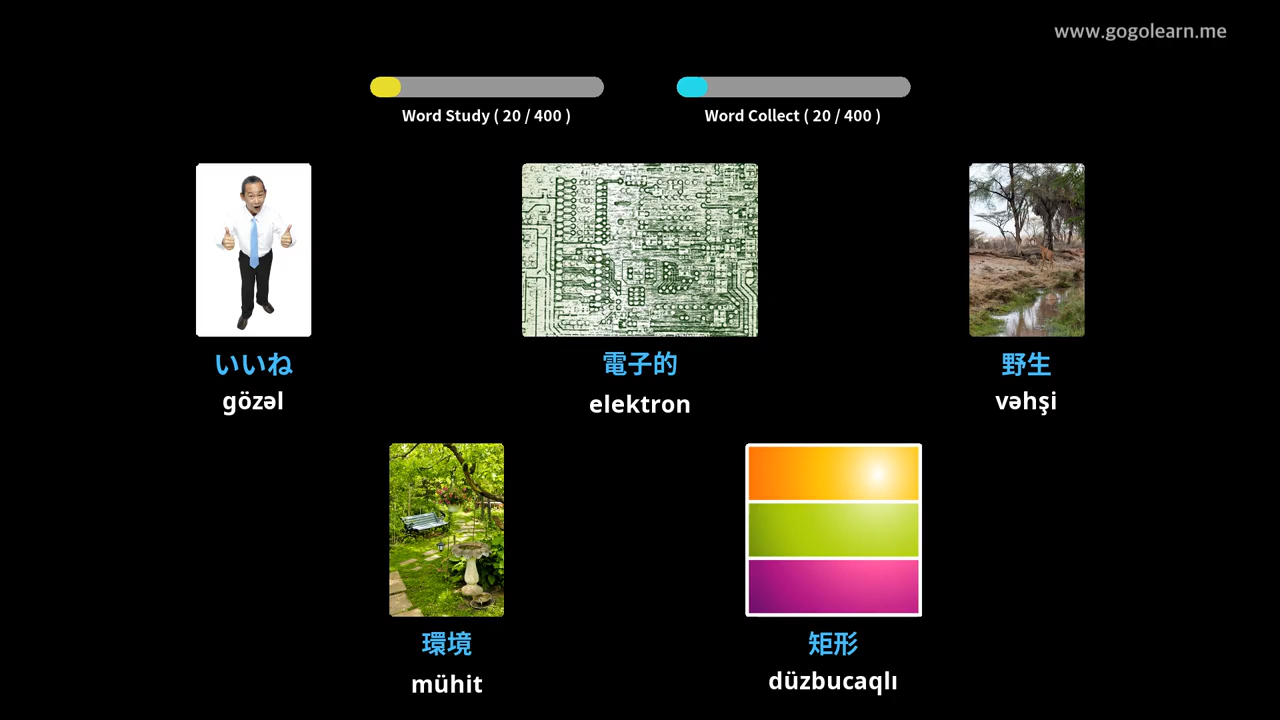 www.gogolearn.me
Word Study ( 20 / 400 )
Word Collect ( 20 / 400 )
いいね
gözəl
電子的
elektron
野生
vəhşi
環境
mühit
矩形
düzbucaqlı